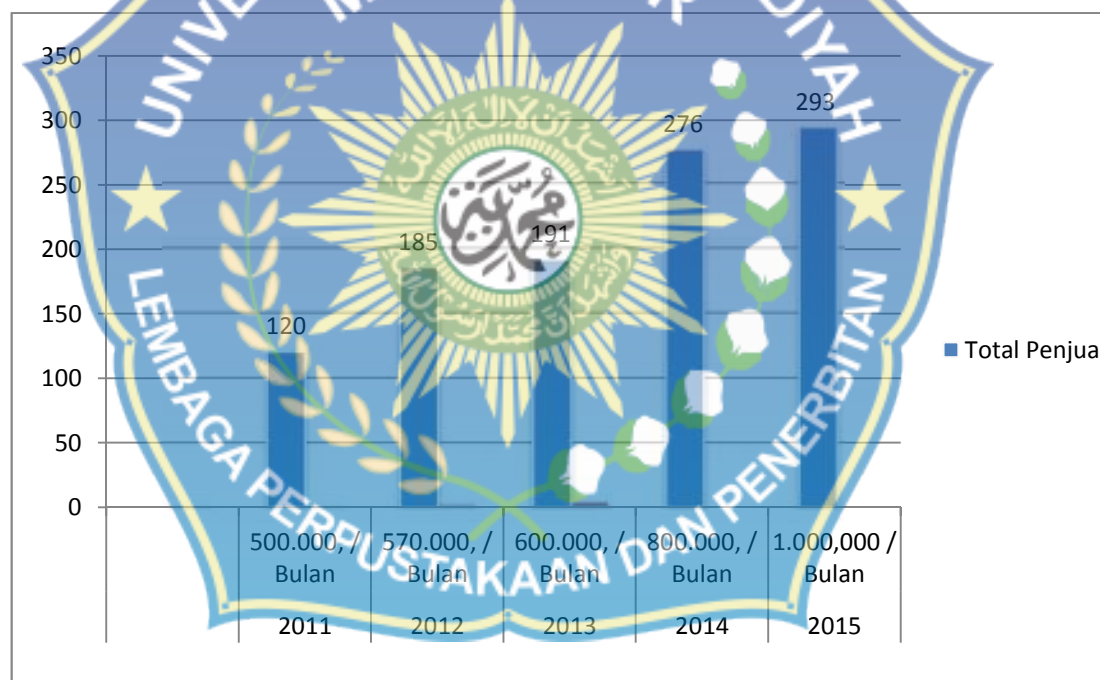 350
300
250
200
150
100
50
0
120
185
191
276
293
500.000, / Bulan
570.000, / Bulan
600.000, / Bulan
800.000, / Bulan
1.000,000 / Bulan
2011
2012
2013
2014
2015
Total Penjua
LEMBAGA PERPUSTAKAAN DAN PENERBITAN